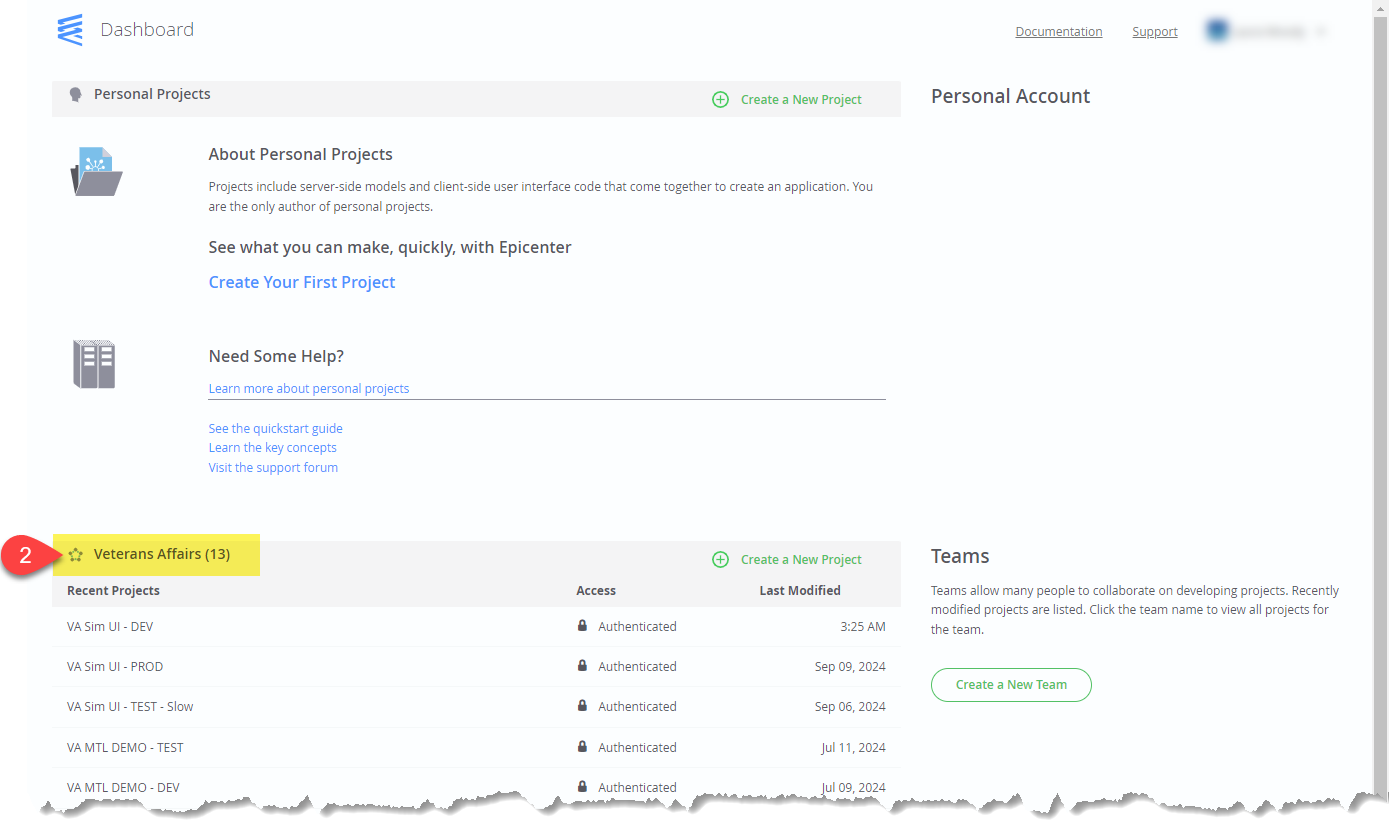 Dashboard
Documentation
Support
Personal Projects
Create a New Project
Personal Account
About Personal Projects
Projects include server-side models and client-side user interface code that come together to create an application. You
are the only author of personal projects.
See what you can make, quickly, with Epicenter
Create Your First Project
Need Some Help?
Learn more about personal projects
See the quickstart guide
Learn the key concepts
Visit the support forum
2
Veterans Affairs (13)
Create a New Project
Recent Projects Access Last Modified
VA Sim UI - DEV Authenticated 3:25 AM
VA Sim UI - PROD Authenticated Sep 09, 2024
VA Sim UI - TEST - Slow Authenticated Sep 06, 2024
VA MTL DEMO - TEST Authenticated Jul 11, 2024
VA MTL DEMO - DEV Authenticated Jul 09, 2024
Teams
Teams allow many people to collaborate on developing projects. Recently
modified projects are listed. Click the team name to view all projects for
the team.
Create a New Team